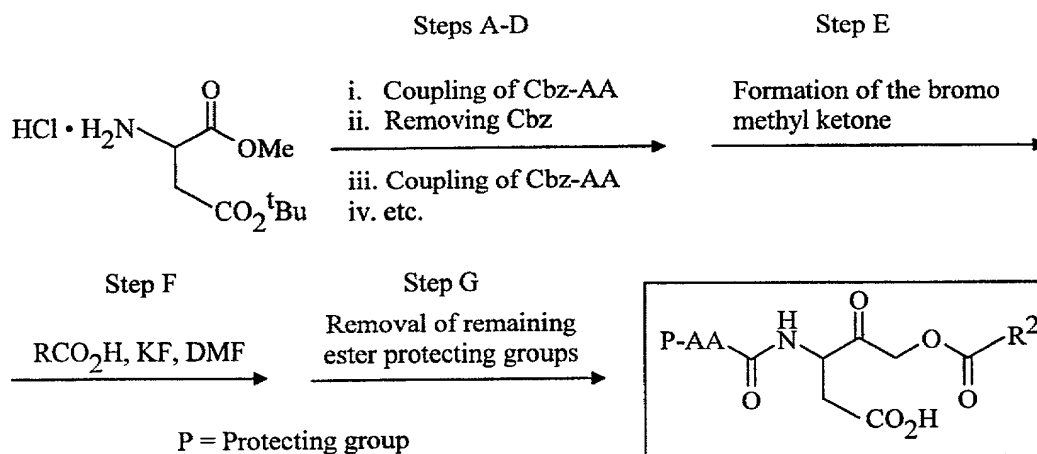 Steps A-D
Step E
i. Coupling of Cbz-AA
ii. Removing Cbz
iii. Coupling of Cbz-AA
iv. etc.
Formation of the bromo
methyl ketone
HCl • H₂N
O
OMe
CO₂ᵗBu
Step F
Step G
RCO₂H, KF, DMF
Removal of remaining
ester protecting groups
P = Protecting group
P-AA
O
H
N
O
O
O
R²
CO₂H